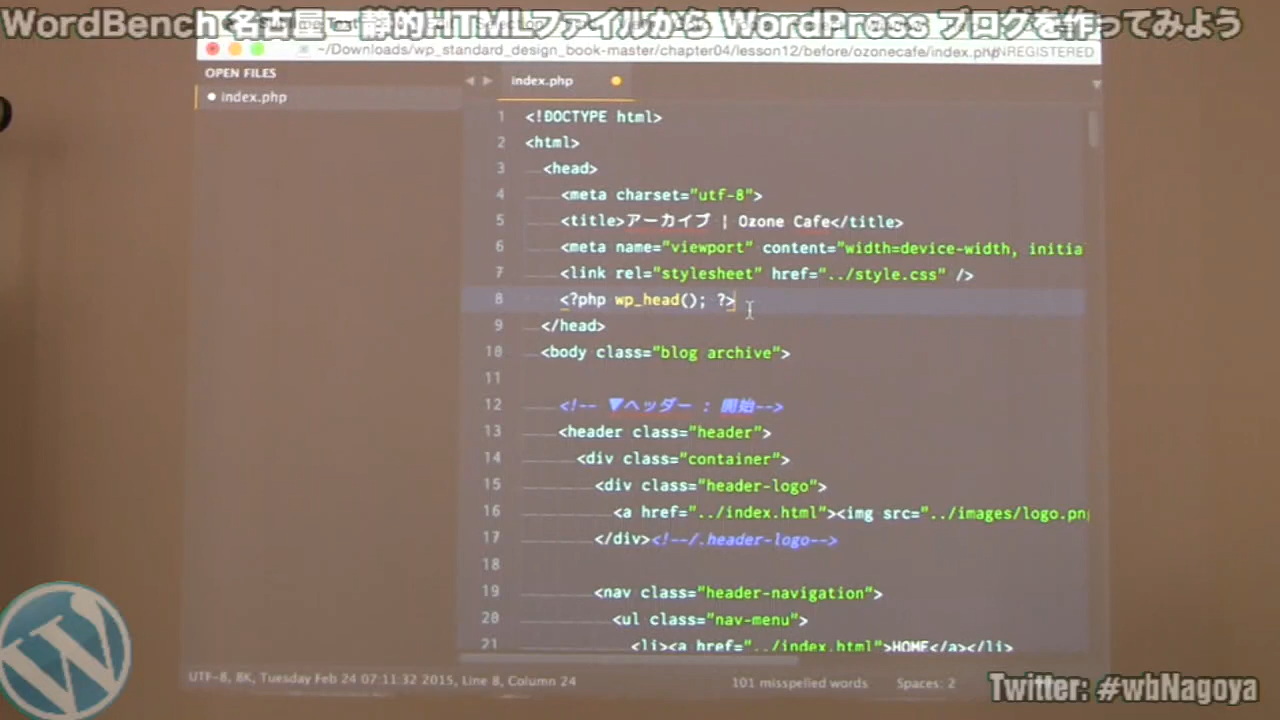 WordBench 名古屋 - 静的HTMLファイルから WordPress ブログを作ってみよう
~/Downloads/wp_standard_design_book-master/chapter04/lesson12/before/ozonecafe/index.php
UNREGISTERED
OPEN FILES
index.php
index.php
1 <!DOCTYPE html>
2 <html>
3 <head>
4 <meta charset="utf-8">
5 <title>アーカイブ | Ozone Cafe</title>
6 <meta name="viewport" content="width=device-width, initia
7 <link rel="stylesheet" href="../style.css" />
8 <?php wp_head(); ?>
9 </head>
10 <body class="blog archive">
11
12 <!-- ▼ヘッダー : 開始-->
13 <header class="header">
14 <div class="container">
15 <div class="header-logo">
16 <a href="../index.html"><img src="../images/logo.png
17 </div><!--/.header-logo-->
18
19 <nav class="header-navigation">
20 <ul class="nav-menu">
21 <li><a href="../index.html">HOME</a></li>
UTF-8, 8K, Tuesday Feb 24 07:11:32 2015, Line 8, Column 24
101 misspelled words
Spaces: 2
Twitter: #wbNagoya